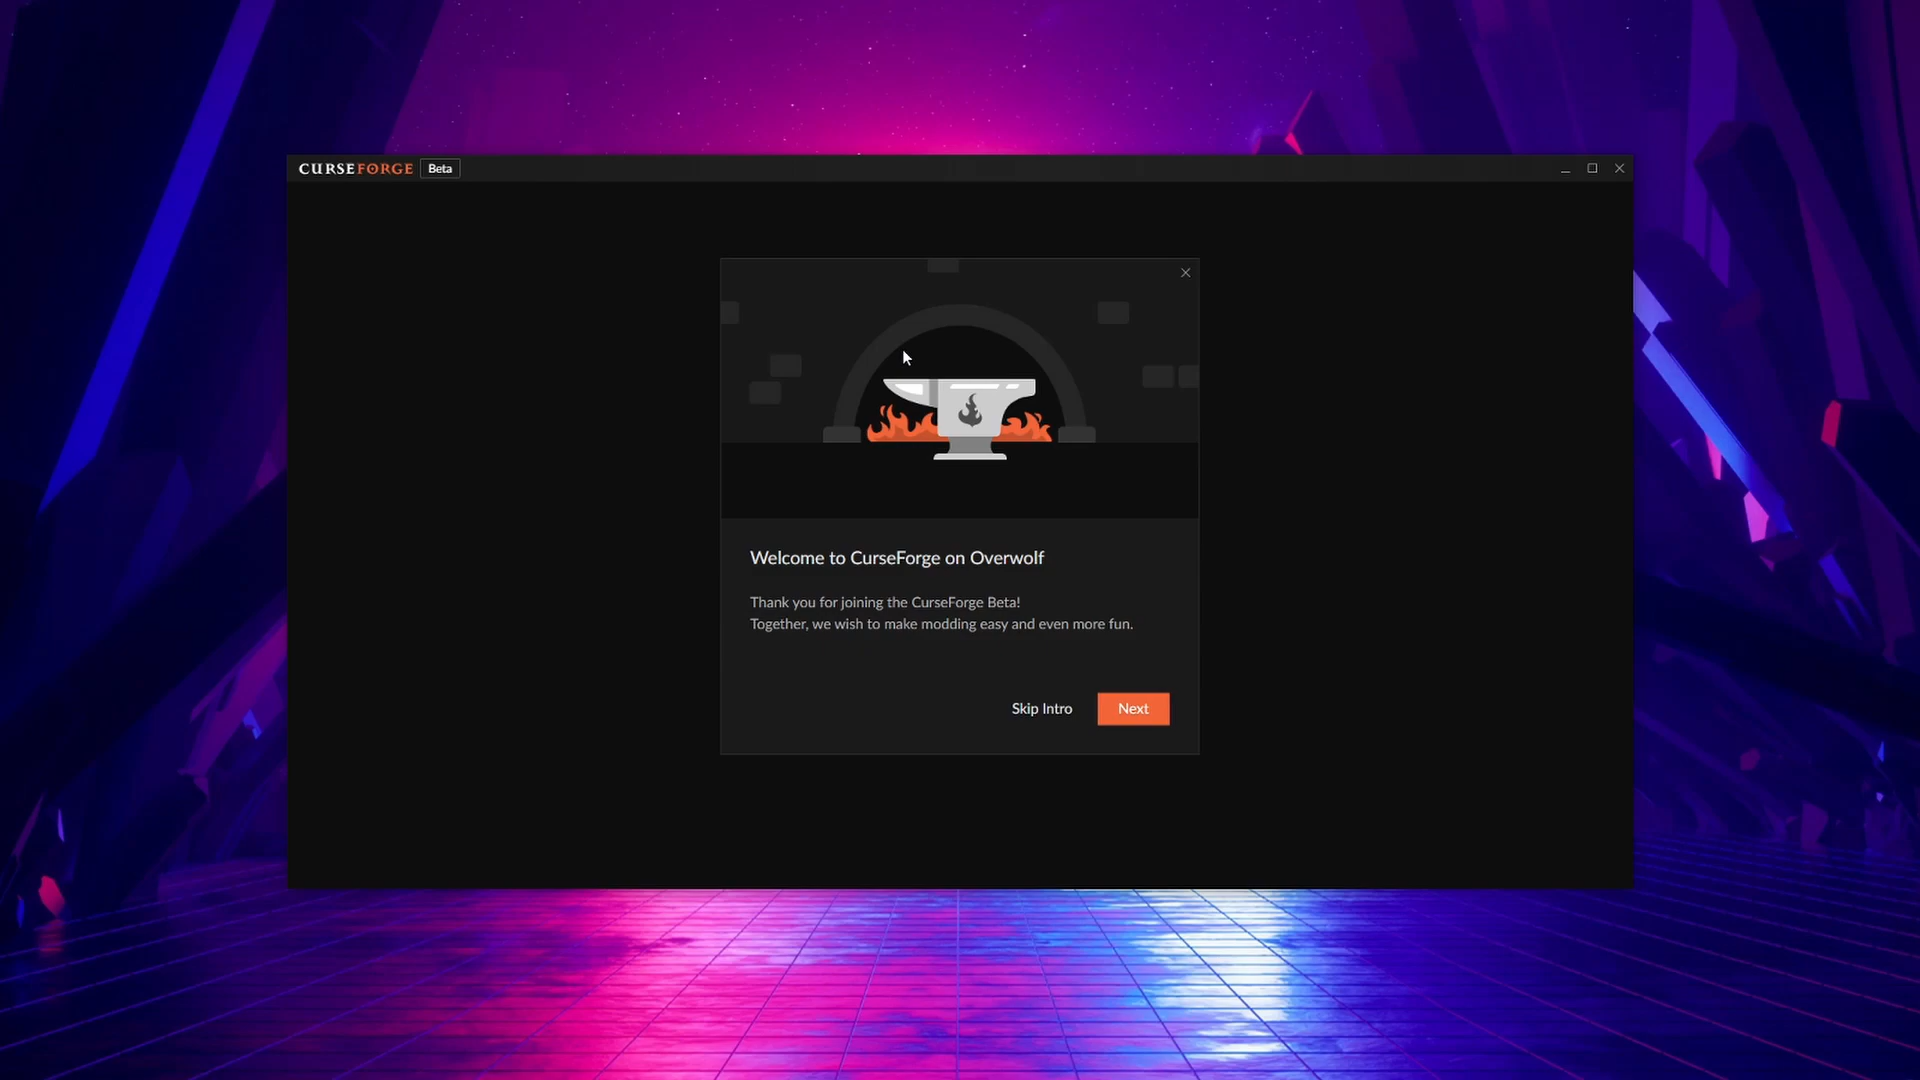 CURSEFORGE Beta
Welcome to CurseForge on Overwolf
Thank you for joining the CurseForge Beta!
Together, we wish to make modding easy and even more fun.
Skip Intro Next